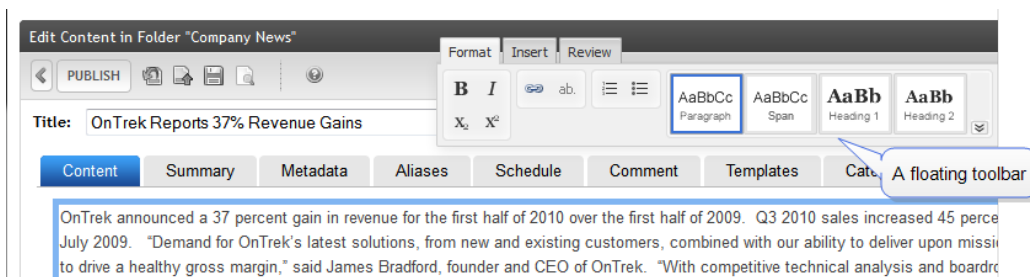 Edit Content in Folder "Company News"
Format Insert Review
PUBLISH
B I ab.
X₂ X²
AaBbCc AaBbCc AaBb AaBb
Paragraph Span Heading 1 Heading 2
Title: OnTrek Reports 37% Revenue Gains
Content Summary Metadata Aliases Schedule Comment Templates Cate
A floating toolbar
OnTrek announced a 37 percent gain in revenue for the first half of 2010 over the first half of 2009. Q3 2010 sales increased 45 perce
July 2009. “Demand for OnTrek’s latest solutions, from new and existing customers, combined with our ability to deliver upon missi
to drive a healthy gross margin,” said James Bradford, founder and CEO of OnTrek. “With competitive technical analysis and boardro